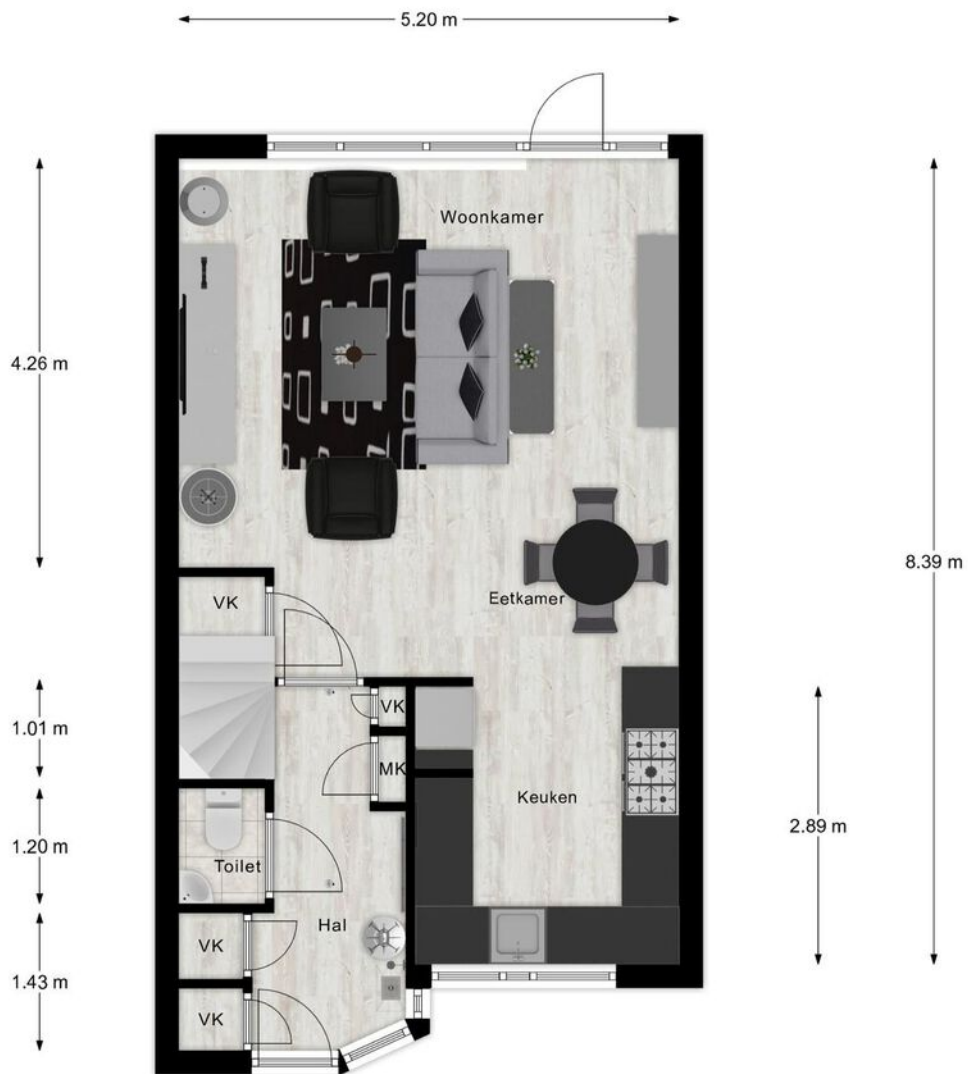 5.20 m
Woonkamer
4.26 m
8.39 m
Eetkamer
VK
VK
1.01 m
MK
Keuken
2.89 m
1.20 m
Toilet
Hal
VK
1.43 m
VK